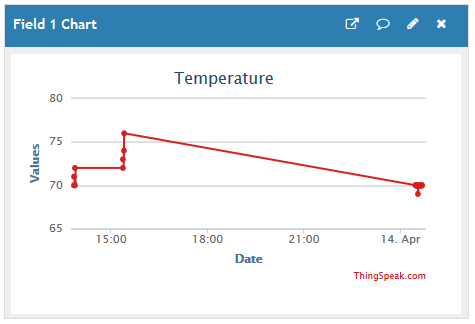 Field 1 Chart
Temperature
80
75
70
65
Values
15:00 18:00 21:00 14. Apr
Date
ThingSpeak.com